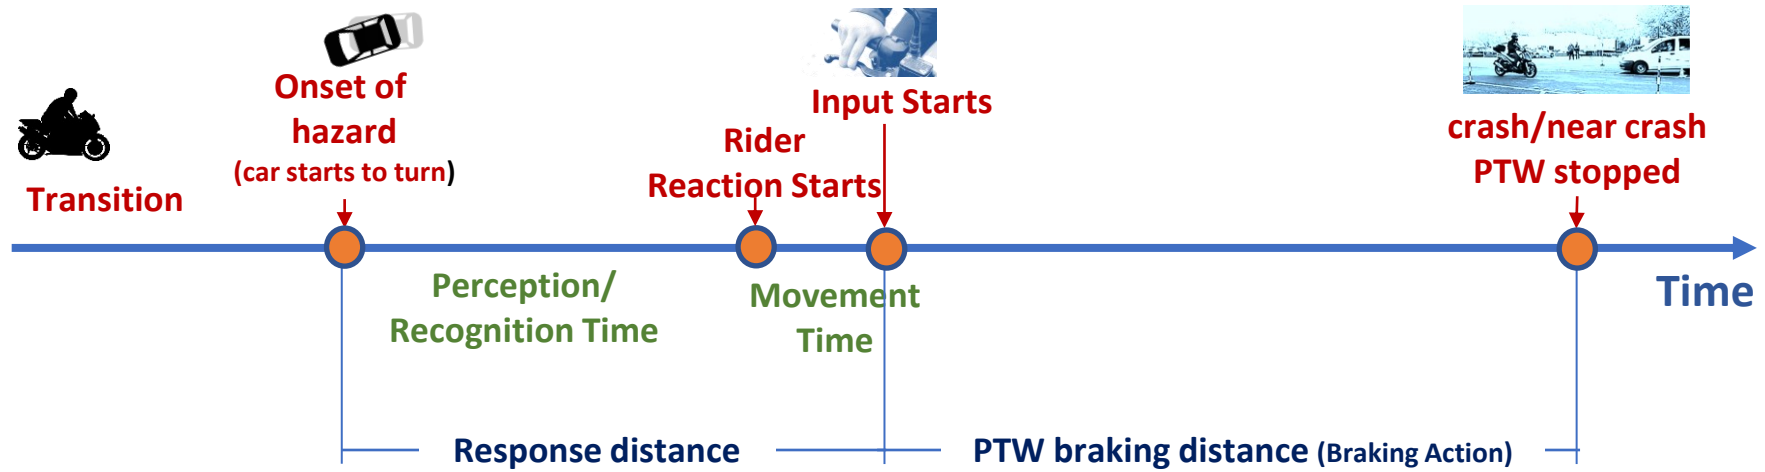 Transition
Onset of
hazard
(car starts to turn)
Rider
Reaction Starts
Input Starts
crash/near crash
PTW stopped
Perception/
Recognition Time
Movement
Time
Time
Response distance
PTW braking distance (Braking Action)